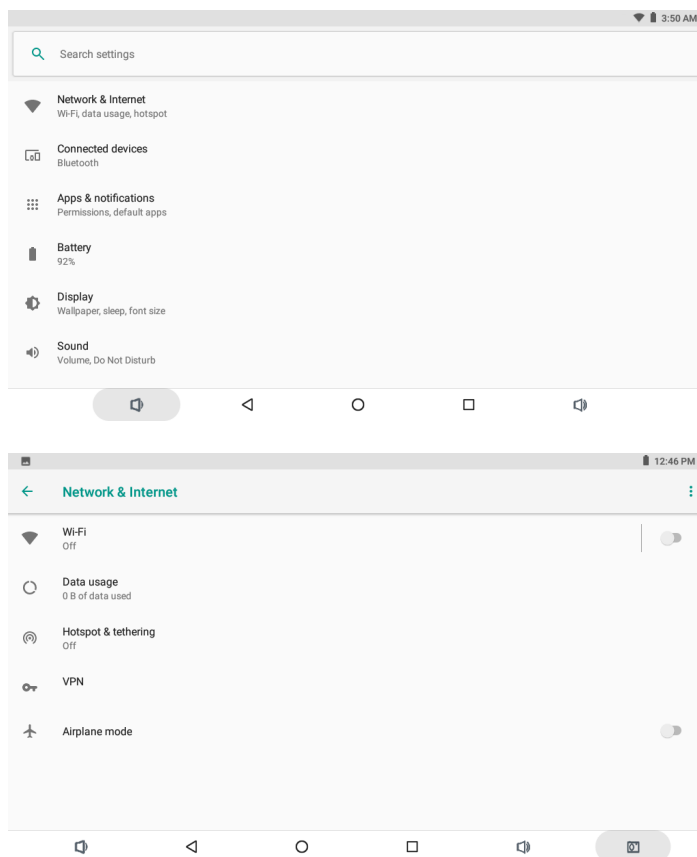 3:50 AM
Search settings
Network & Internet
Wi-Fi, data usage, hotspot
Connected devices
Bluetooth
Apps & notifications
Permissions, default apps
Battery
92%
Display
Wallpaper, sleep, font size
Sound
Volume, Do Not Disturb
12:46 PM
Network & Internet
Wi-Fi
Off
Data usage
0 B of data used
Hotspot & tethering
Off
VPN
Airplane mode